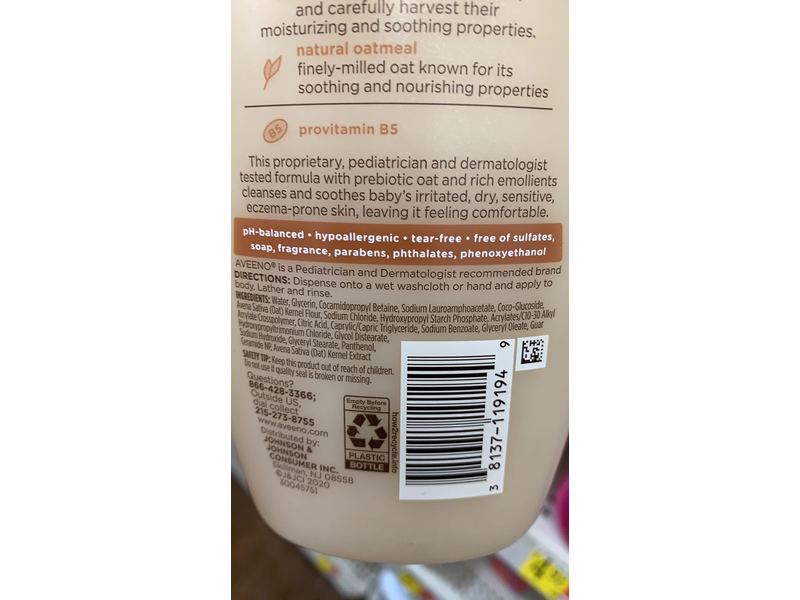 and carefully harvest their
moisturizing and soothing properties.
natural oatmeal
finely-milled oat known for its
soothing and nourishing properties
B5
provitamin B5
This proprietary, pediatrician and dermatologist
tested formula with prebiotic oat and rich emollients
cleanses and soothes baby's irritated, dry, sensitive,
eczema-prone skin, leaving it feeling comfortable.
pH-balanced • hypoallergenic • tear-free • free of sulfates,
soap, fragrance, parabens, phthalates, phenoxyethanol
AVEENO® is a Pediatrician and Dermatologist recommended brand
DIRECTIONS: Dispense onto a wet washcloth or hand and apply to
body. Lather and rinse.
INGREDIENTS: Water, Glycerin, Cocamidopropyl Betaine, Sodium Lauroamphoacetate, Coco-Glucoside,
Avena Sativa (Oat) Kernel Flour, Sodium Chloride, Hydroxypropyl Starch Phosphate, Acrylates/C10-30 Alkyl
Acrylate Crosspolymer, Citric Acid, Caprylic/Capric Triglyceride, Sodium Benzoate, Glyceryl Oleate, Guar
Hydroxypropyltrimonium Chloride, Glycol Distearate,
Sodium Hydroxide, Glyceryl Stearate, Panthenol,
Ceramide NP, Avena Sativa (Oat) Kernel Extract
SAFETY TIP: Keep this product out of reach of children.
Do not use if quality seal is broken or missing.
Questions?
866-428-3366;
Outside US,
dial collect
215-273-8755
www.aveeno.com
Distributed by:
JOHNSON &
JOHNSON
CONSUMER INC.
Skillman, NJ 08558
©J&JCI 2020
30045751
Empty Before
Recycling
PLASTIC
BOTTLE
how2recycle.info
3 8137-119194 9